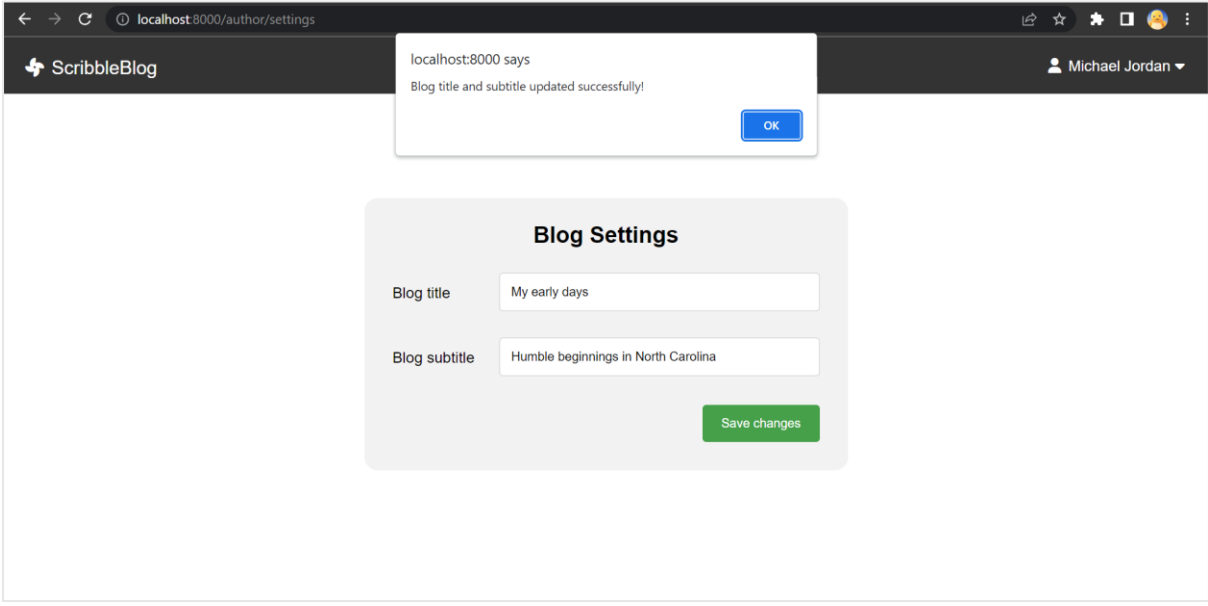 localhost:8000/author/settings
ScribbleBlog
Michael Jordan
localhost:8000 says
Blog title and subtitle updated successfully!
OK
Blog Settings
Blog title
My early days
Blog subtitle
Humble beginnings in North Carolina
Save changes